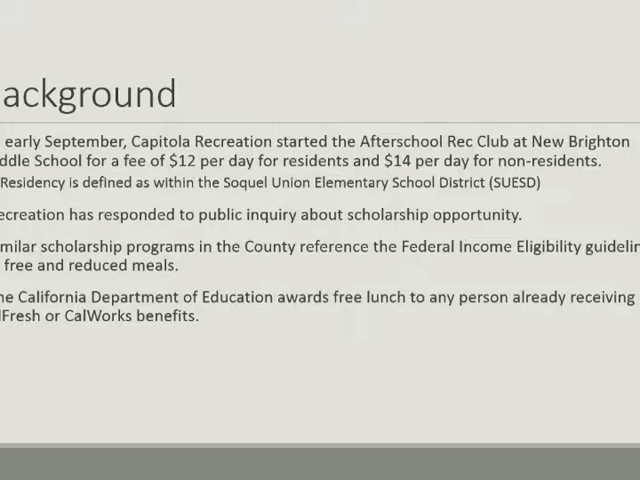 ackground
early September, Capitola Recreation started the Afterschool Rec Club at New Brighton
ddle School for a fee of $12 per day for residents and $14 per day for non-residents.
Residency is defined as within the Soquel Union Elementary School District (SUESD)
ecreation has responded to public inquiry about scholarship opportunity.
milar scholarship programs in the County reference the Federal Income Eligibility guidelin
free and reduced meals.
he California Department of Education awards free lunch to any person already receiving
lFresh or CalWorks benefits.